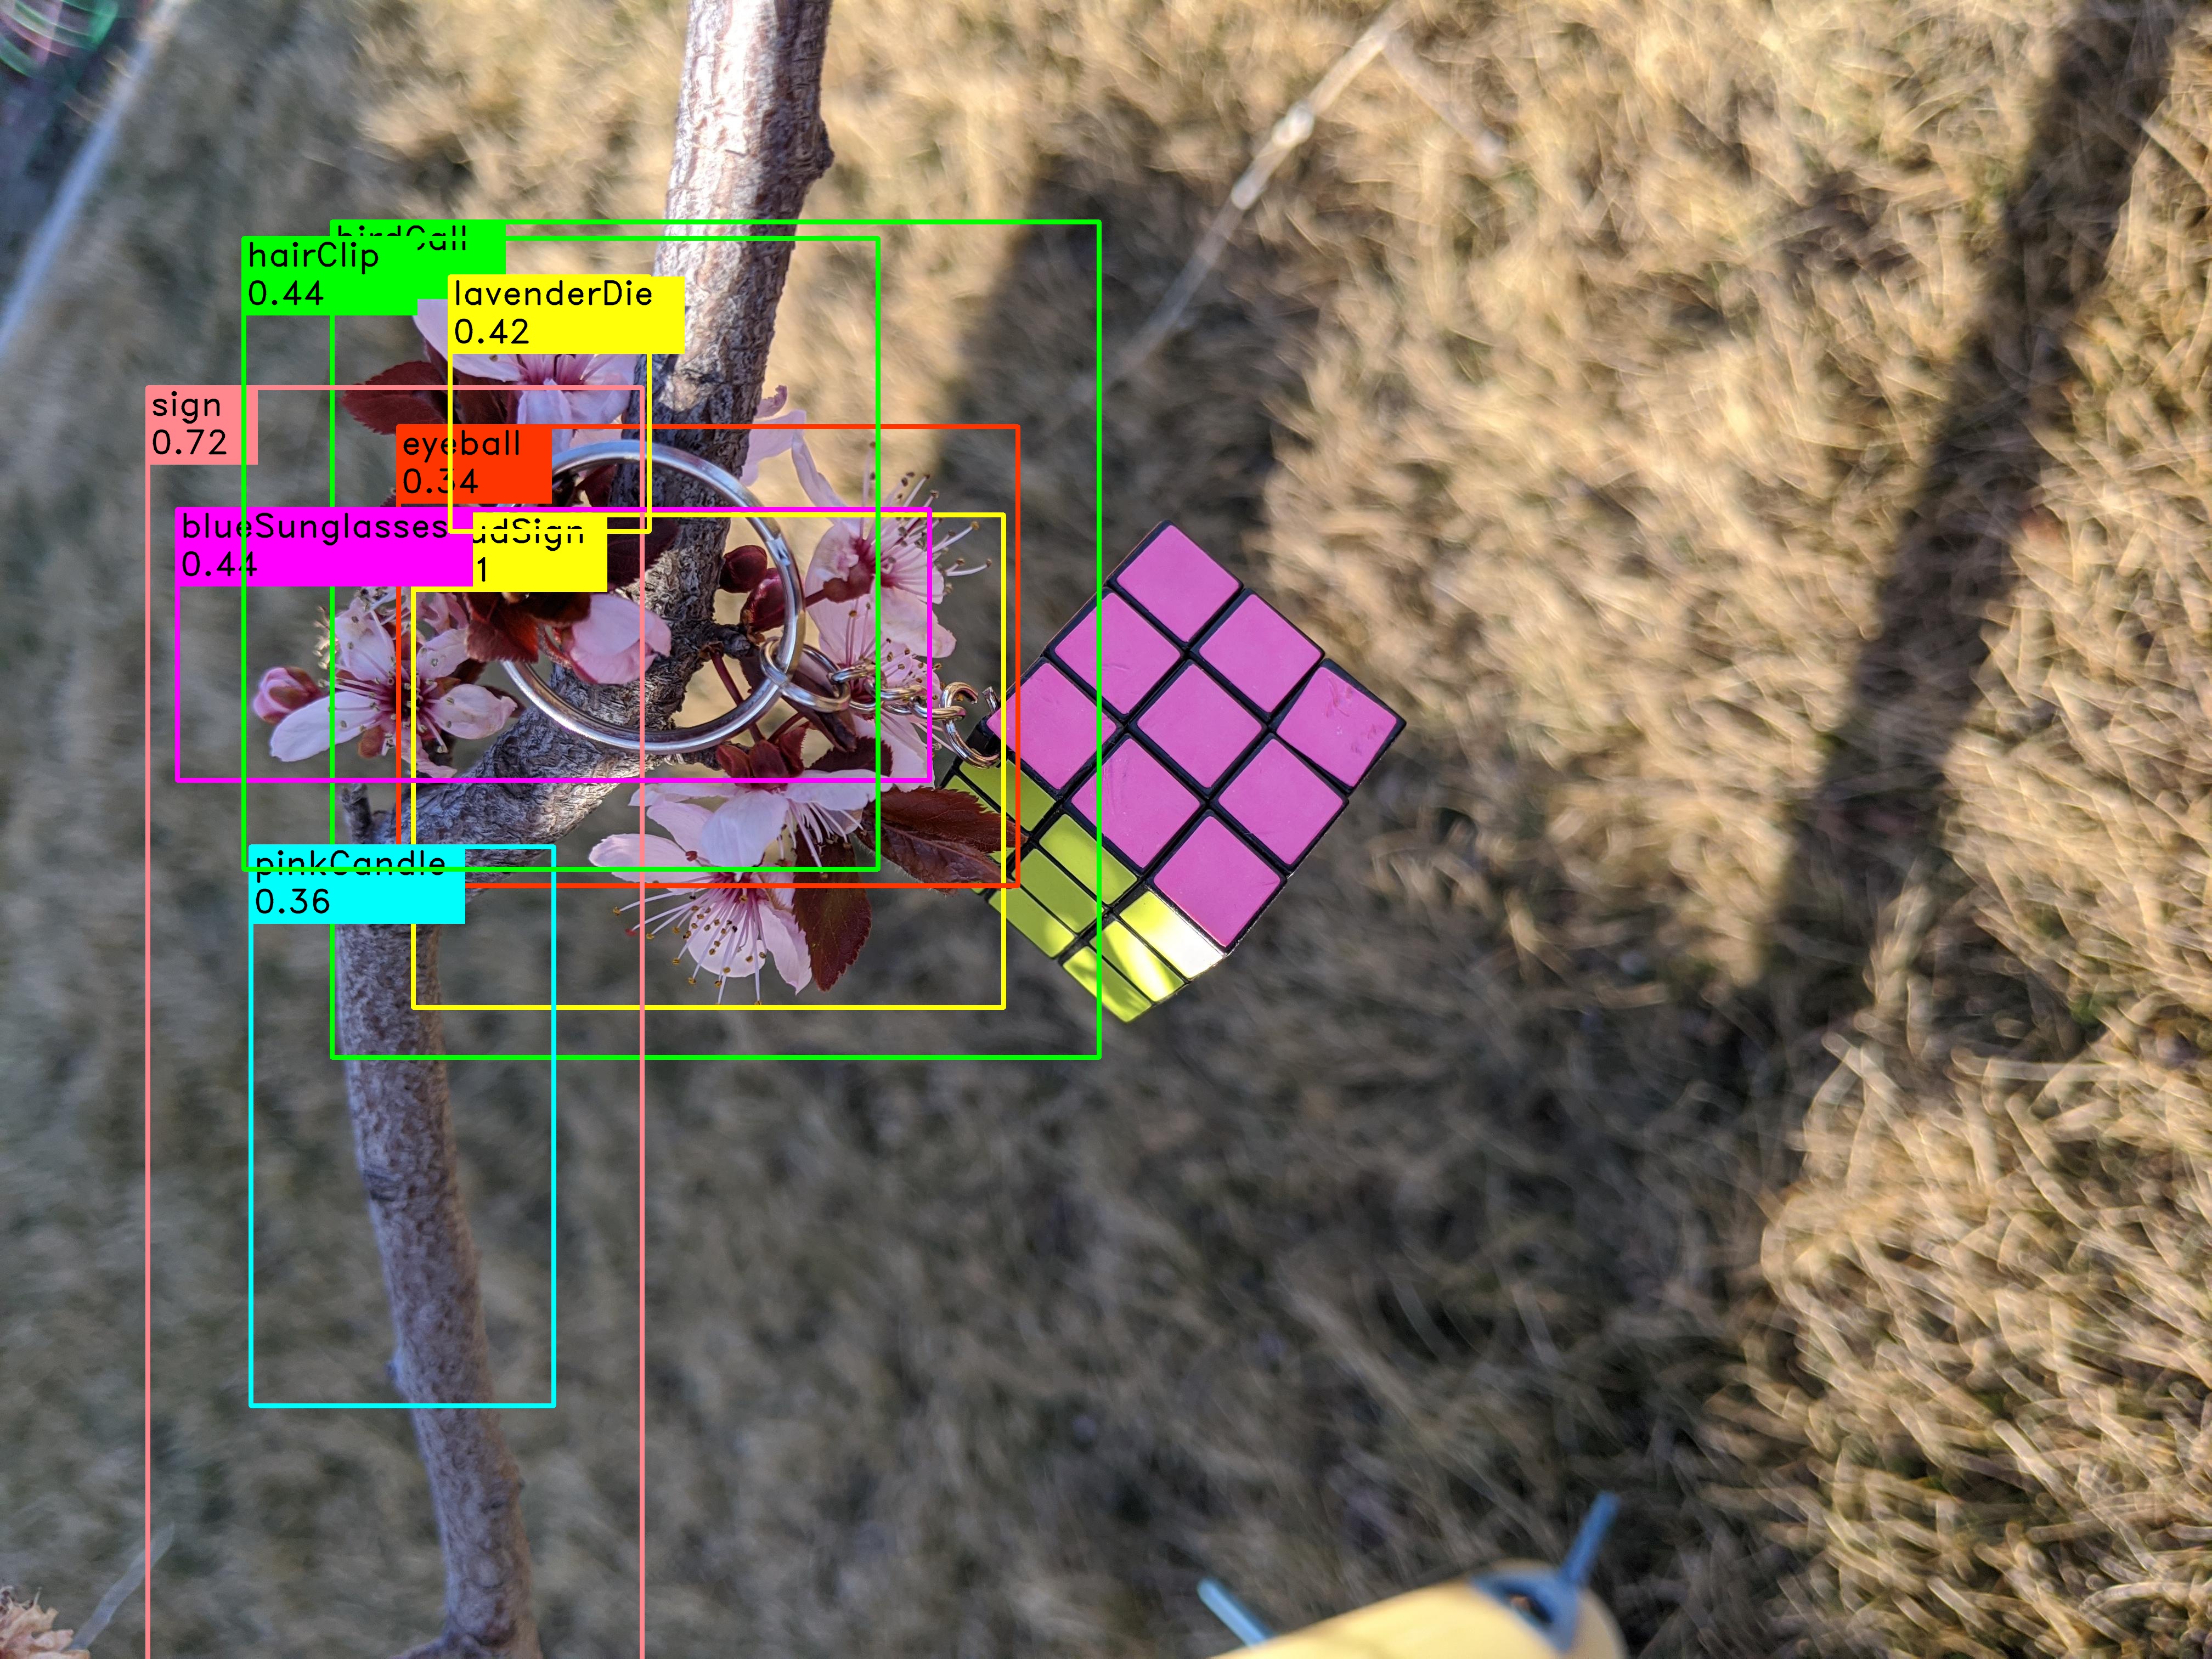 birdCall
hairClip
0.44
lavenderDie
0.42
sign
0.72
eyeball
0.34
blueSunglasses
0.44
pinkCandle
0.36